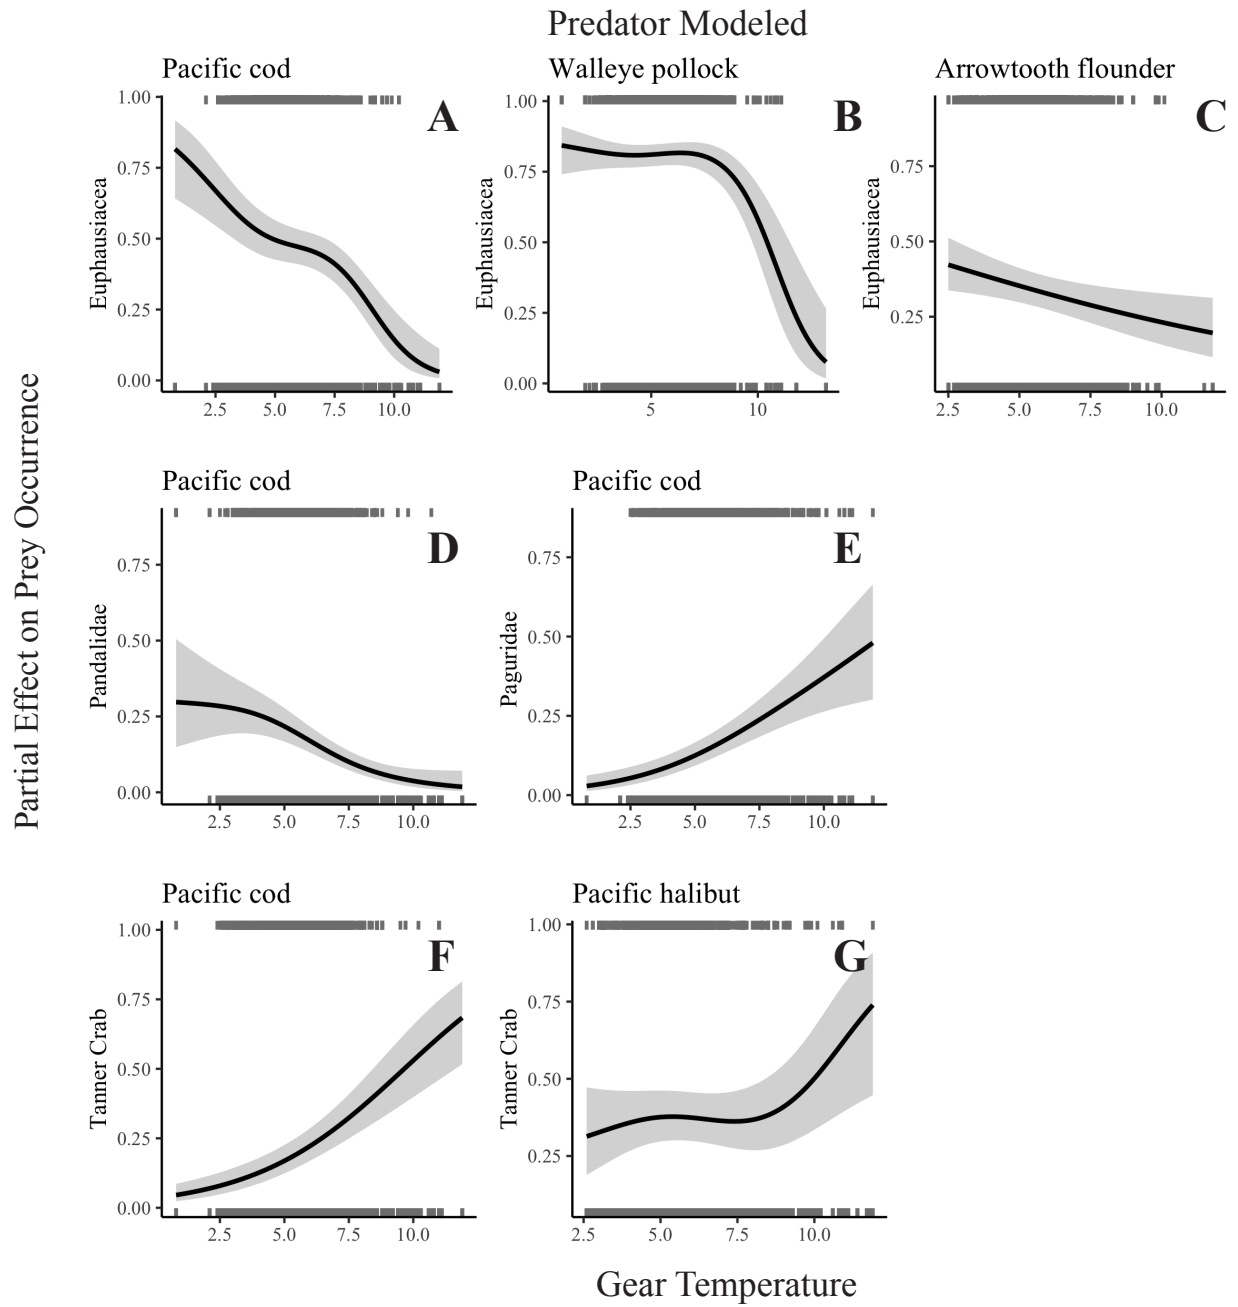 Predator Modeled
Pacific cod
Walleye pollock
Arrowtooth flounder
A
B
C
Euphausiacea
1.00
0.75
0.50
0.25
0.00
2.5 5.0 7.5 10.0
Euphausiacea
1.00
0.75
0.50
0.25
0.00
5 10
Euphausiacea
0.75
0.50
0.25
2.5 5.0 7.5 10.0
Partial Effect on Prey Occurrence
Pacific cod
D
Pandalidae
0.75
0.50
0.25
0.00
2.5 5.0 7.5 10.0
Pacific cod
E
Paguridae
0.75
0.50
0.25
0.00
2.5 5.0 7.5 10.0
Pacific cod
F
Tanner Crab
1.00
0.75
0.50
0.25
0.00
2.5 5.0 7.5 10.0
Pacific halibut
G
Tanner Crab
1.00
0.75
0.50
0.25
2.5 5.0 7.5 10.0
Gear Temperature